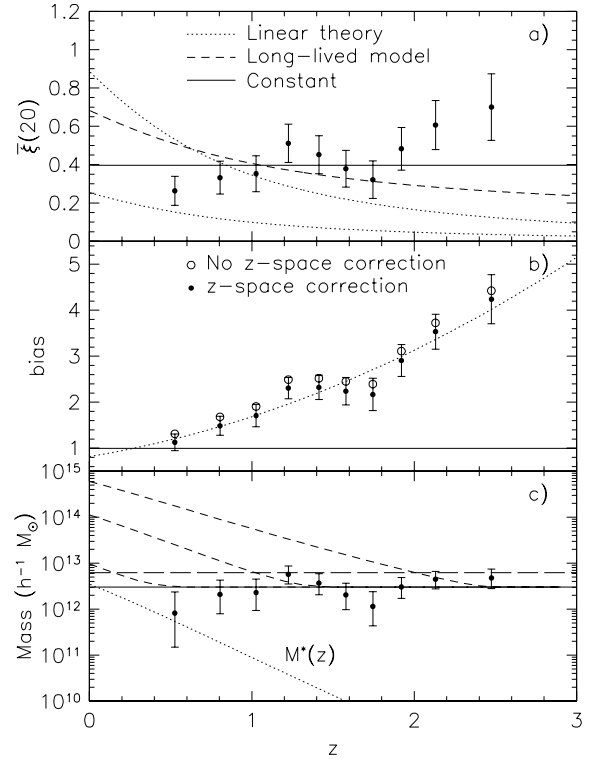 1.2
1
0.8
0.6
0.4
0.2
0
ξ̄(20)
Linear theory
Long-lived model
Constant
a)
5
4
3
2
1
bias
No z-space correction
z-space correction
b)
10¹⁵
10¹⁴
10¹³
10¹²
10¹¹
10¹⁰
Mass (h⁻¹ M☉)
c)
M*(z)
0
1
2
3
z